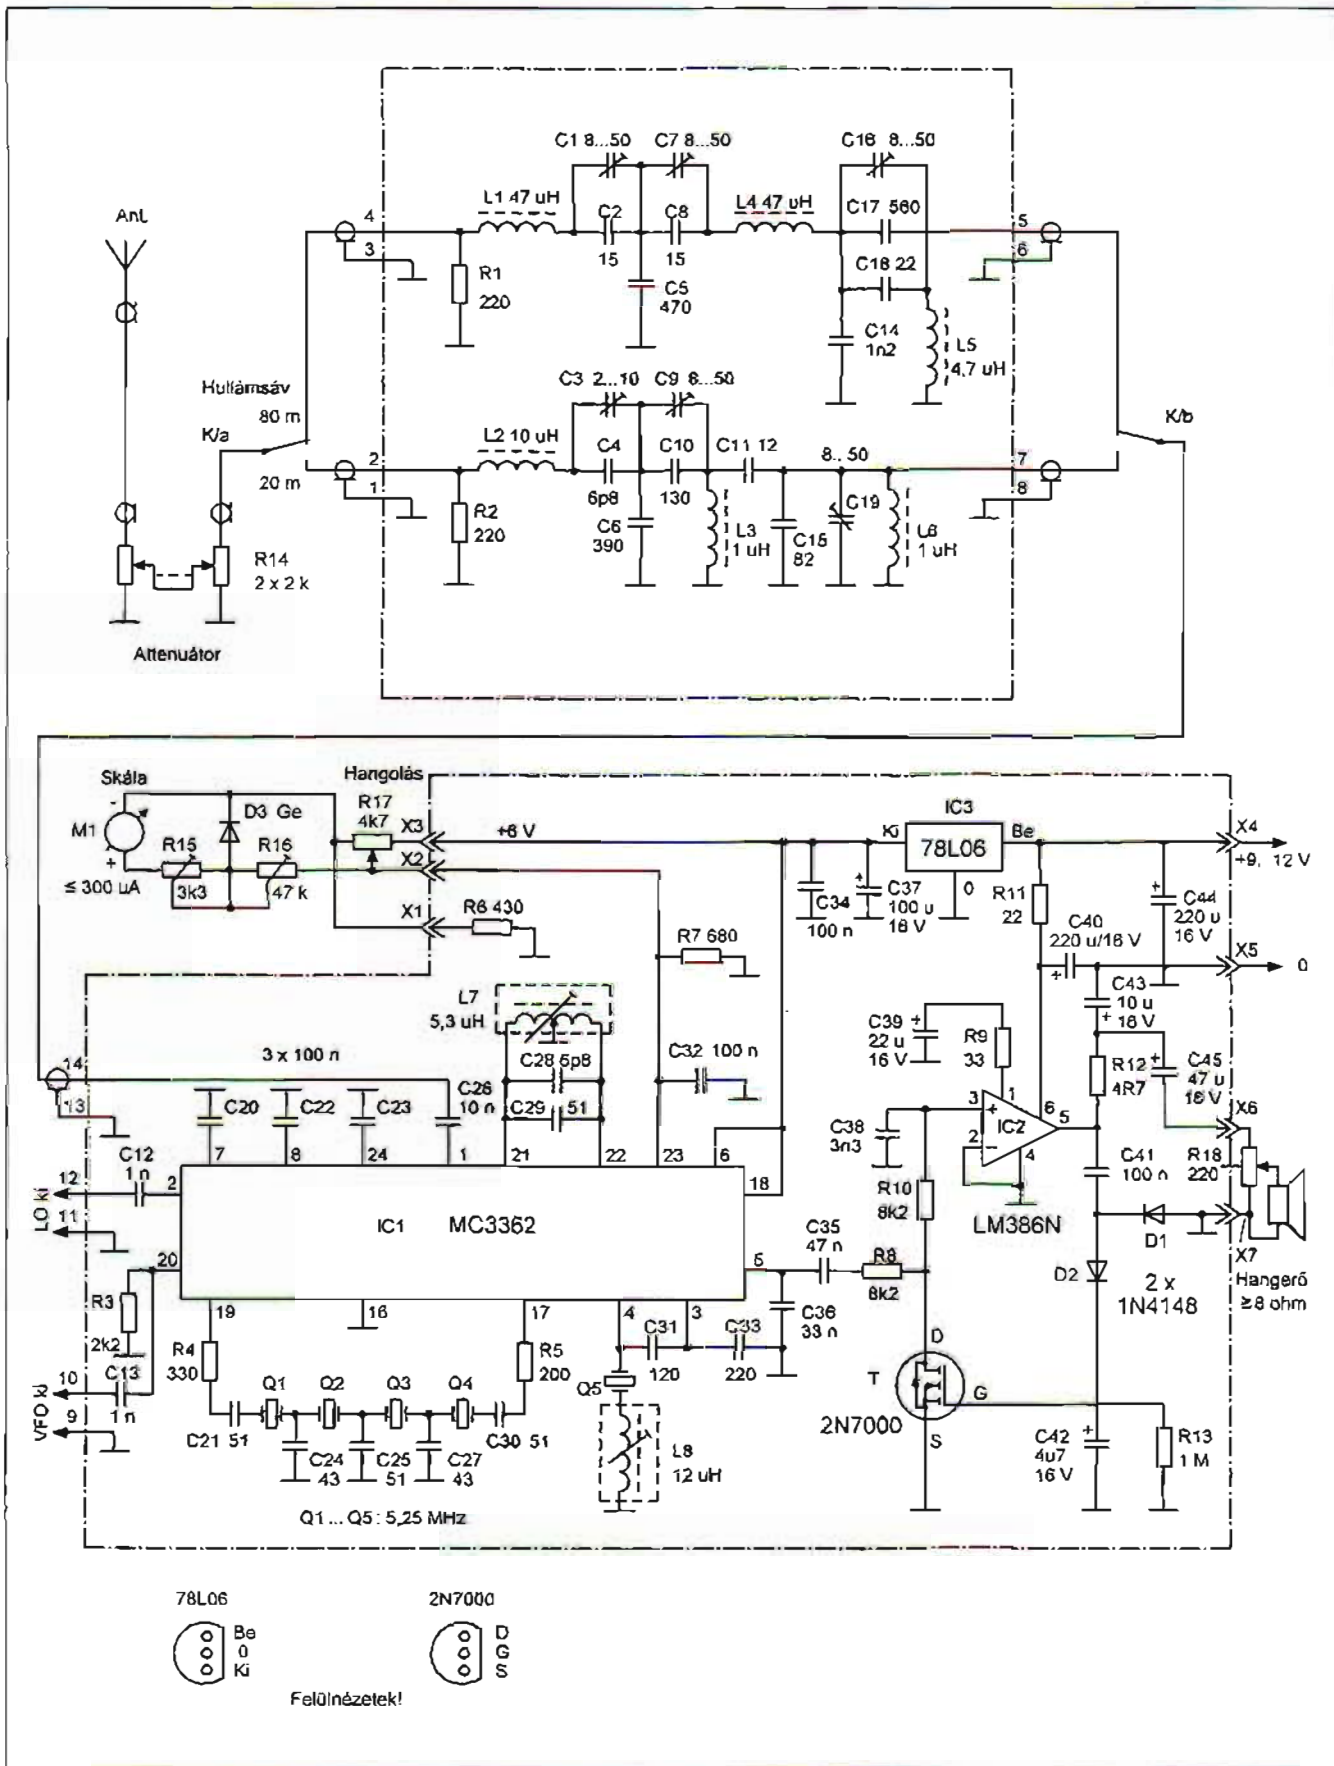 C1 8...50
C7 8...50
C16 8...50
Ant.
L1 47 uH
C2
15
C8
15
L4 47 uH
C17 560
4
3
5
6
R1
220
C5
470
C18 22
C14
1n2
L5
4,7 uH
Hullámsáv
80 m
K/a
20 m
C3 2...10
C9 8...50
K/b
L2 10 uH
C4
6p8
C10
130
C11 12
8...50
2
1
7
8
R2
220
C6
390
L3
1 uH
C15
82
C19
L6
1 uH
R14
2 x 2 k
Attenuátor
Skála
Hangolás
-
M1
+
≤ 300 uA
D3 Ge
R17
4k7
R15
3k3
R16
47 k
X3
X2
X1
+6 V
IC3
Ki
78L06
Be
0
X4
+9, 12 V
C34
100 n
+
C37
100 u
16 V
R11
22
C40
220 u/16 V
+
+
C44
220 u
16 V
X5
0
R6 430
R7 680
L7
5,3 uH
C28 6p8
C29 51
C32 100 n
+
C39
22 u
16 V
R9
33
C43
10 u
16 V
+
R12
4R7
+
C45
47 u
16 V
X6
14
13
3 x 100 n
C20
C22
C23
C26
10 n
7
8
24
1
21
22
23
6
18
C38
3n3
3
+
2
-
1
6
5
4
IC2
LM386N
R10
8k2
C41
100 n
R18
220
12
LO ki
11
C12
1 n
2
IC1
MC3362
20
5
C35
47 n
R8
8k2
D1
X7
D2
2 x
1N4148
Hangerő
≥8 ohm
R3
2k2
19
16
17
4
3
C31
120
C33
220
C36
33 n
R4
330
R5
200
10
VFO ki
9
C13
1 n
Q1
Q2
Q3
Q4
Q5
C21 51
C24
43
C25
51
C27
43
C30 51
L8
12 uH
D
T
G
2N7000
S
+
C42
4u7
16 V
R13
1 M
Q1 ... Q5 : 5,25 MHz
78L06
Be
0
Ki
2N7000
D
G
S
Felülnézetek!